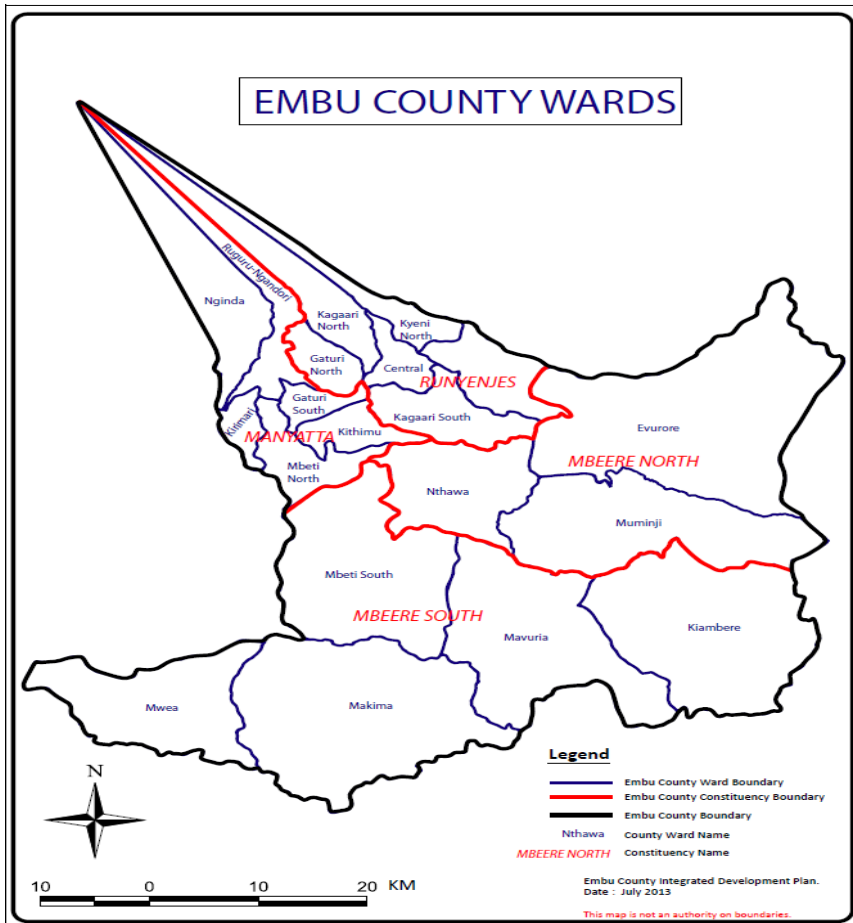 EMBU COUNTY WARDS
Ruguru-Ngandori
Nginda
Kagaari
North
Kyeni
North
Gaturi
North
Central
RUNYENJES
Gaturi
South
Kagaari South
Kirimari
MANYATTA
Kithimu
Evurore
MBEERE NORTH
Mbeti
North
Nthawa
Muminji
Mbeti South
MBEERE SOUTH
Mavuria
Kiambere
Mwea
Makima
N
10 0 10 20 KM
Legend
Embu County Ward Boundary
Embu County Constituency Boundary
Embu County Boundary
Nthawa County Ward Name
MBEERE NORTH Constituency Name
Embu County Integrated Development Plan.
Date : July 2013
This map is not an authority on boundaries.